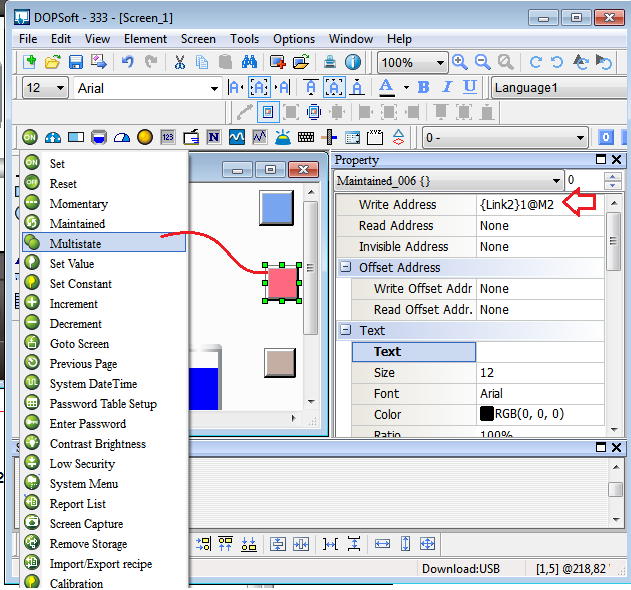 DOPSoft - 333 - [Screen_1]
File Edit View Element Screen Tools Options Window Help
100%
12 Arial A A A A A A A B I U Language1
ON 123 N XYZ 0 - 0
Property
Maintained_006 {} 0
Write Address {Link2}1@M2
Read Address None
Invisible Address None
Offset Address
Write Offset Addr None
Read Offset Addr. None
Text
Text
Size 12
Font Arial
Color RGB(0, 0, 0)
Ratio 100%
Set
Reset
Momentary
Maintained
Multistate
Set Value
Set Constant
Increment
Decrement
Goto Screen
Previous Page
System DateTime
Password Table Setup
Enter Password
Contrast Brightness
Low Security
System Menu
Report List
Screen Capture
Remove Storage
Import/Export recipe
Calibration
Download:USB [1,5] @218,82